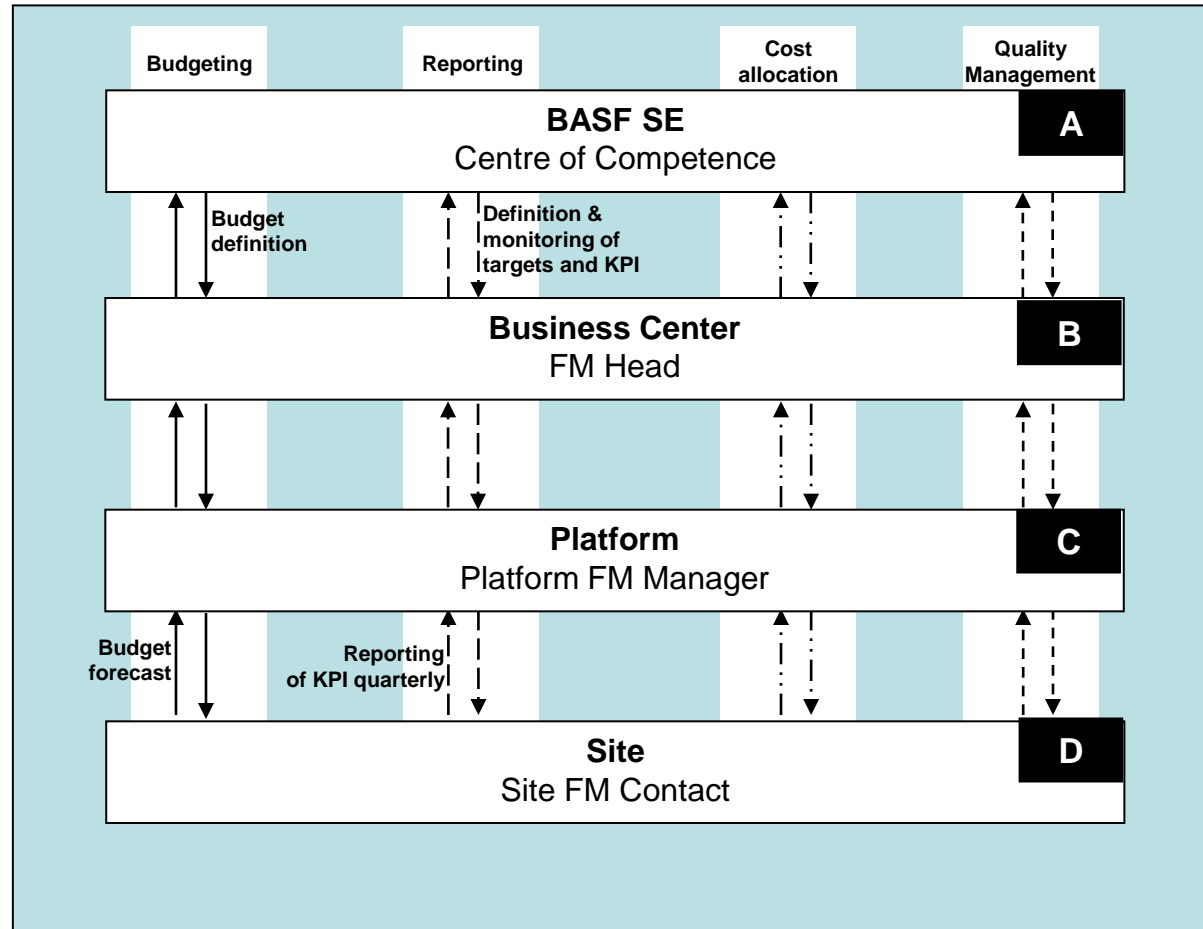 Budgeting
Reporting
Cost
allocation
Quality
Management
BASF SE
Centre of Competence
A
Budget
definition
Definition &
monitoring of
targets and KPI
Business Center
FM Head
B
Platform
Platform FM Manager
C
Budget
forecast
Reporting
of KPI quarterly
Site
Site FM Contact
D